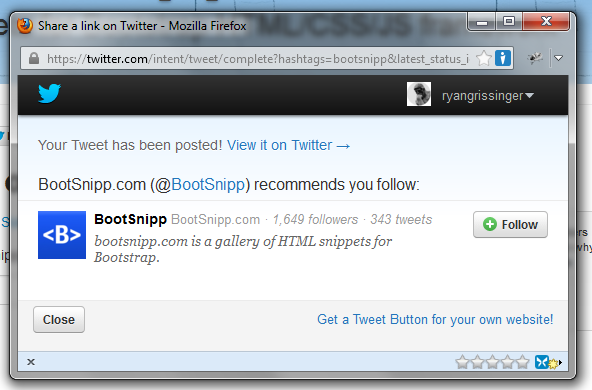 Share a link on Twitter - Mozilla Firefox
https://twitter.com/intent/tweet/complete?hashtags=bootsnipp&latest_status_i
ryangrissinger
Your Tweet has been posted! View it on Twitter →
BootSnipp.com (@BootSnipp) recommends you follow:
<B>
BootSnipp BootSnipp.com · 1,649 followers · 343 tweets
Follow
bootsnipp.com is a gallery of HTML snippets for
Bootstrap.
Close
Get a Tweet Button for your own website!